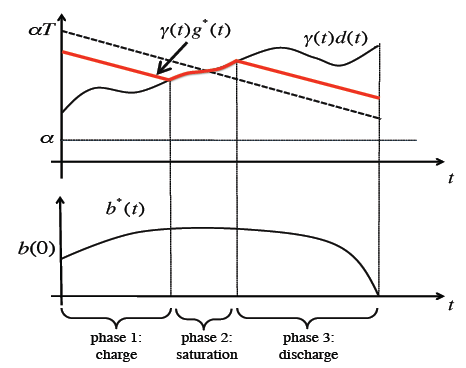 αT
γ(t)g*(t)
γ(t)d(t)
α
t
b*(t)
b(0)
t
phase 1: phase 2: phase 3:
charge saturation discharge